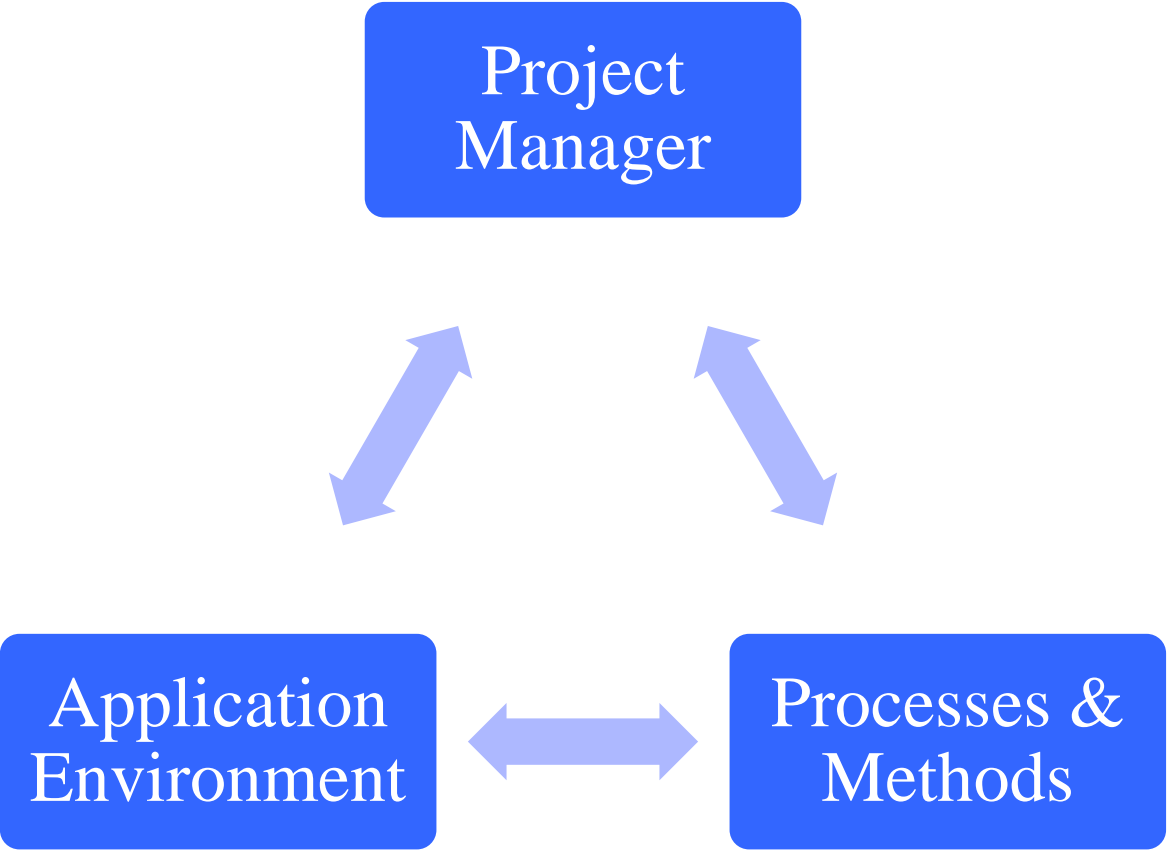 Project
Manager
Application
Environment
Processes &
Methods